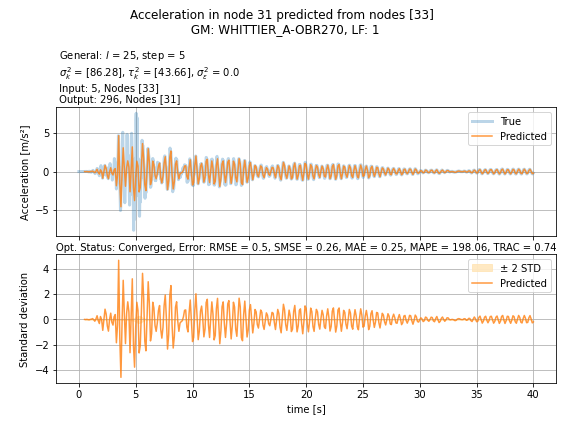 Acceleration in node 31 predicted from nodes [33]
GM: WHITTIER_A-OBR270, LF: 1
General: l = 25, step = 5
σ²ₖ = [86.28], τ²ₖ = [43.66], σ²ε = 0.0
Input: 5, Nodes [33]
Output: 296, Nodes [31]
True
Predicted
Acceleration [m/s²]
5
0
−5
Opt. Status: Converged, Error: RMSE = 0.5, SMSE = 0.26, MAE = 0.25, MAPE = 198.06, TRAC = 0.74
± 2 STD
Predicted
Standard deviation
4
2
0
−2
−4
0 5 10 15 20 25 30 35 40
time [s]